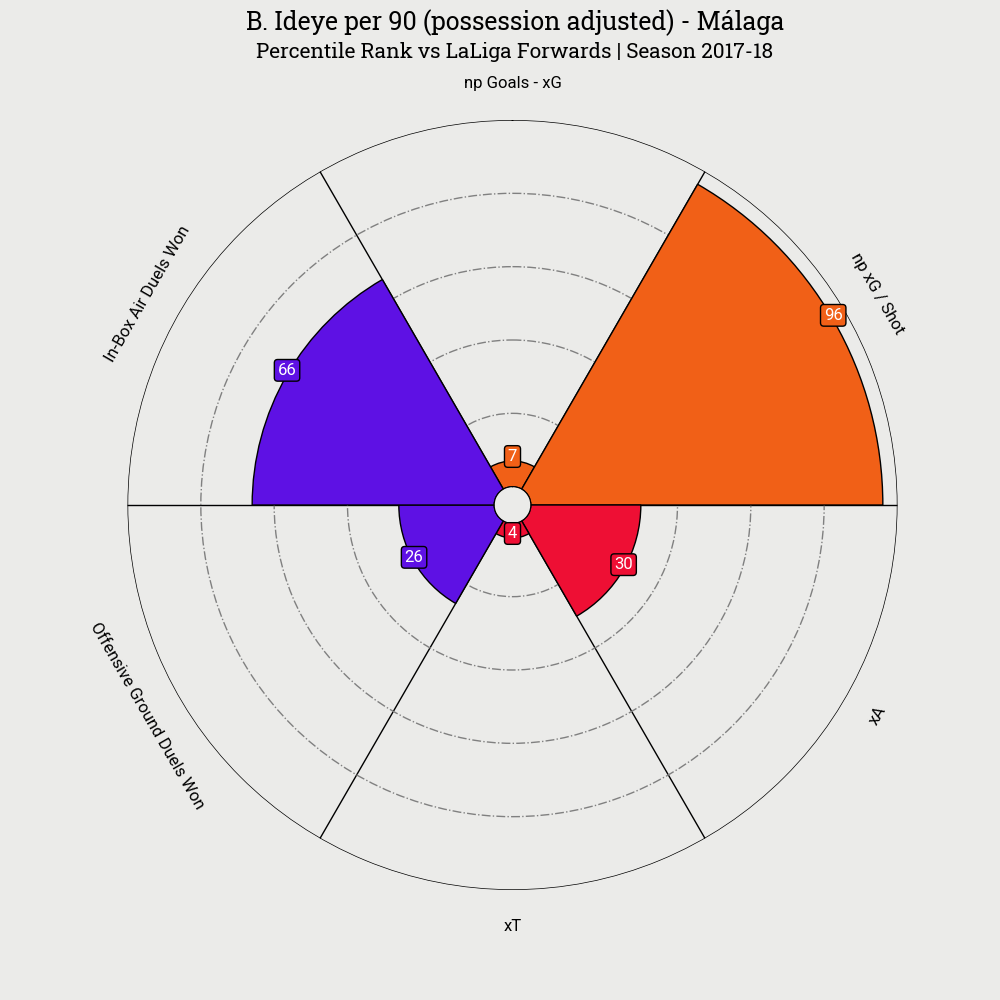 B. Ideye per 90 (possession adjusted) - Málaga
Percentile Rank vs LaLiga Forwards | Season 2017-18
np Goals - xG
np xG / Shot
In-Box Air Duels Won
96
66
7
4
30
26
Offensive Ground Duels Won
xA
xT